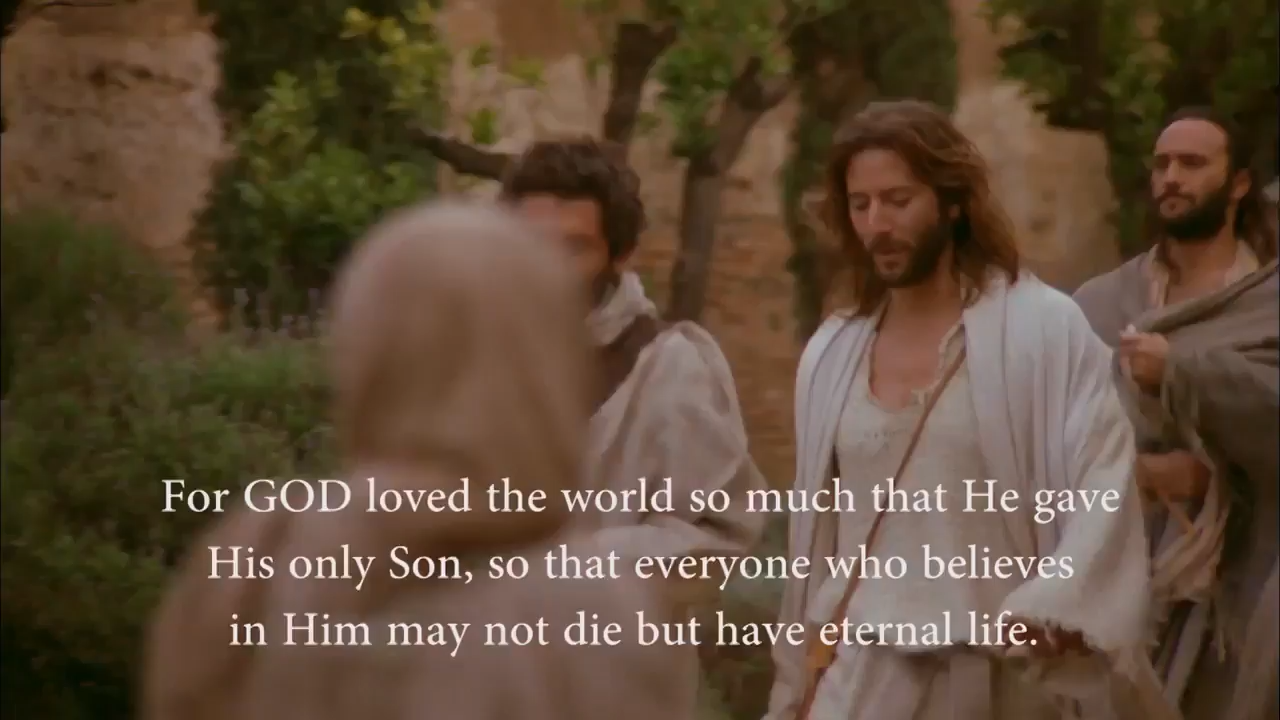 For GOD loved the world so much that He gave
His only Son, so that everyone who believes
in Him may not die but have eternal life.